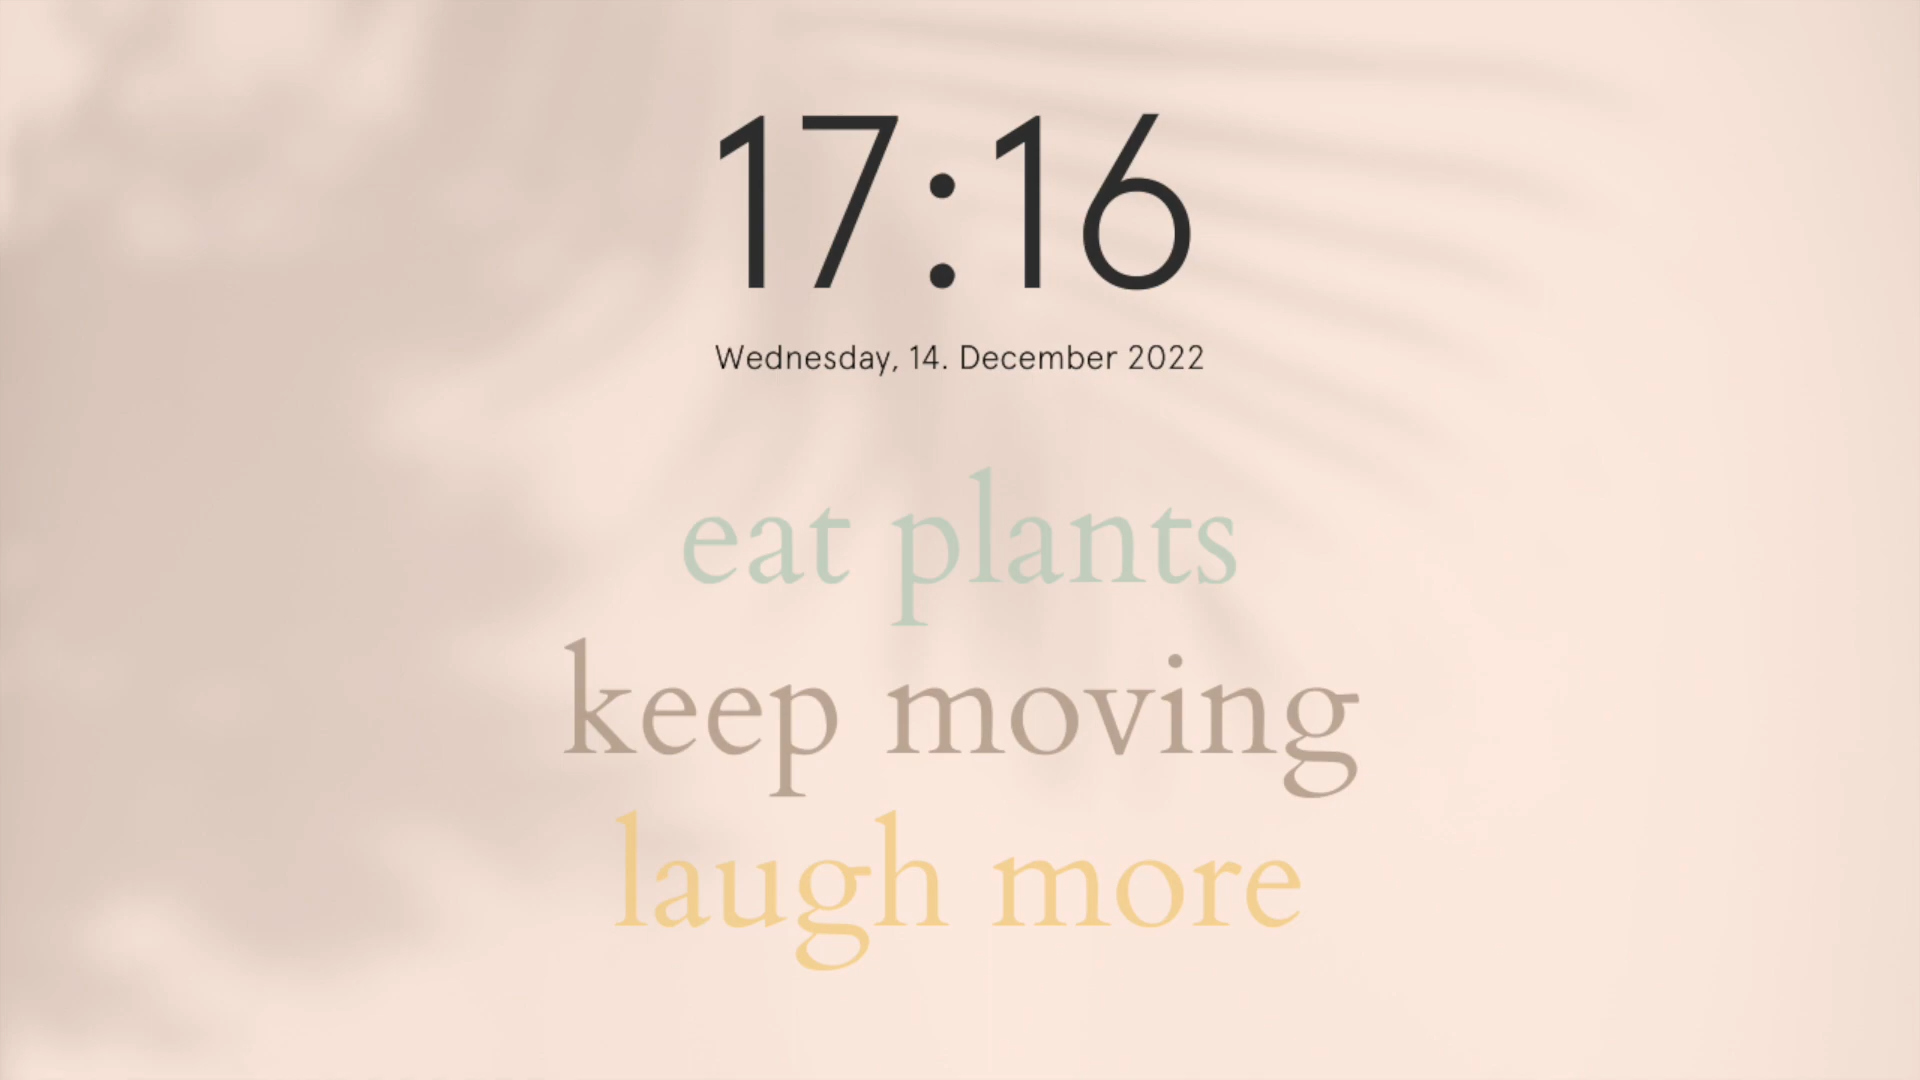 17:16
Wednesday, 14. December 2022
eat plants
keep moving
laugh more